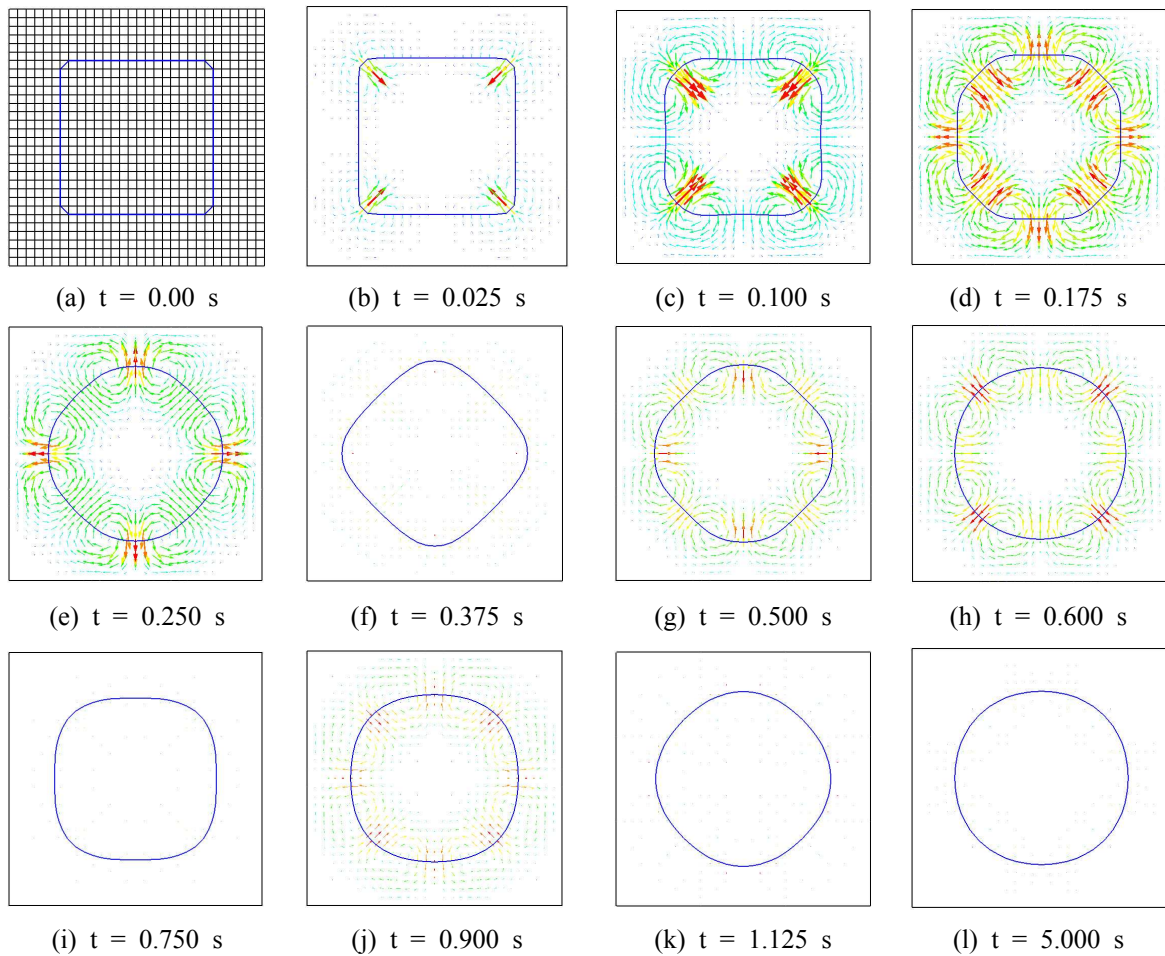 (a) t = 0.00 s
(b) t = 0.025 s
(c) t = 0.100 s
(d) t = 0.175 s
(e) t = 0.250 s
(f) t = 0.375 s
(g) t = 0.500 s
(h) t = 0.600 s
(i) t = 0.750 s
(j) t = 0.900 s
(k) t = 1.125 s
(l) t = 5.000 s